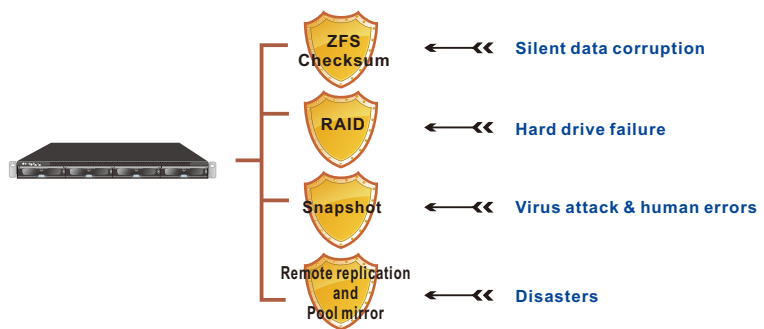 ZFS
Checksum
Silent data corruption
RAID
Hard drive failure
Snapshot
Virus attack & human errors
Remote replication
and
Pool mirror
Disasters